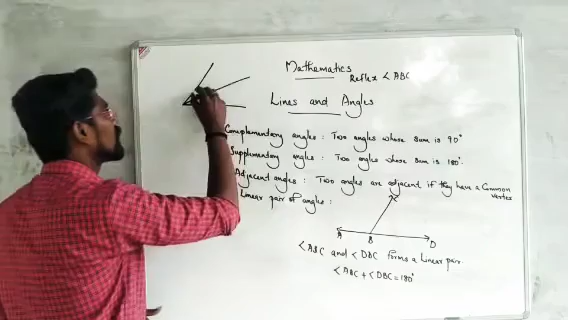 Mathematics
Reflex < ABC
Lines and Angles
Complementary angles : Two angles whose sum is 90°
Supplementary angles : Two angles whose sum is 180°.
Adjacent angles : Two angles are adjacent if they have a Common vertex
Linear pair of angles :
C
A B D
< ABC and < DBC forms a Linear pair.
< ABC + < DBC = 180°